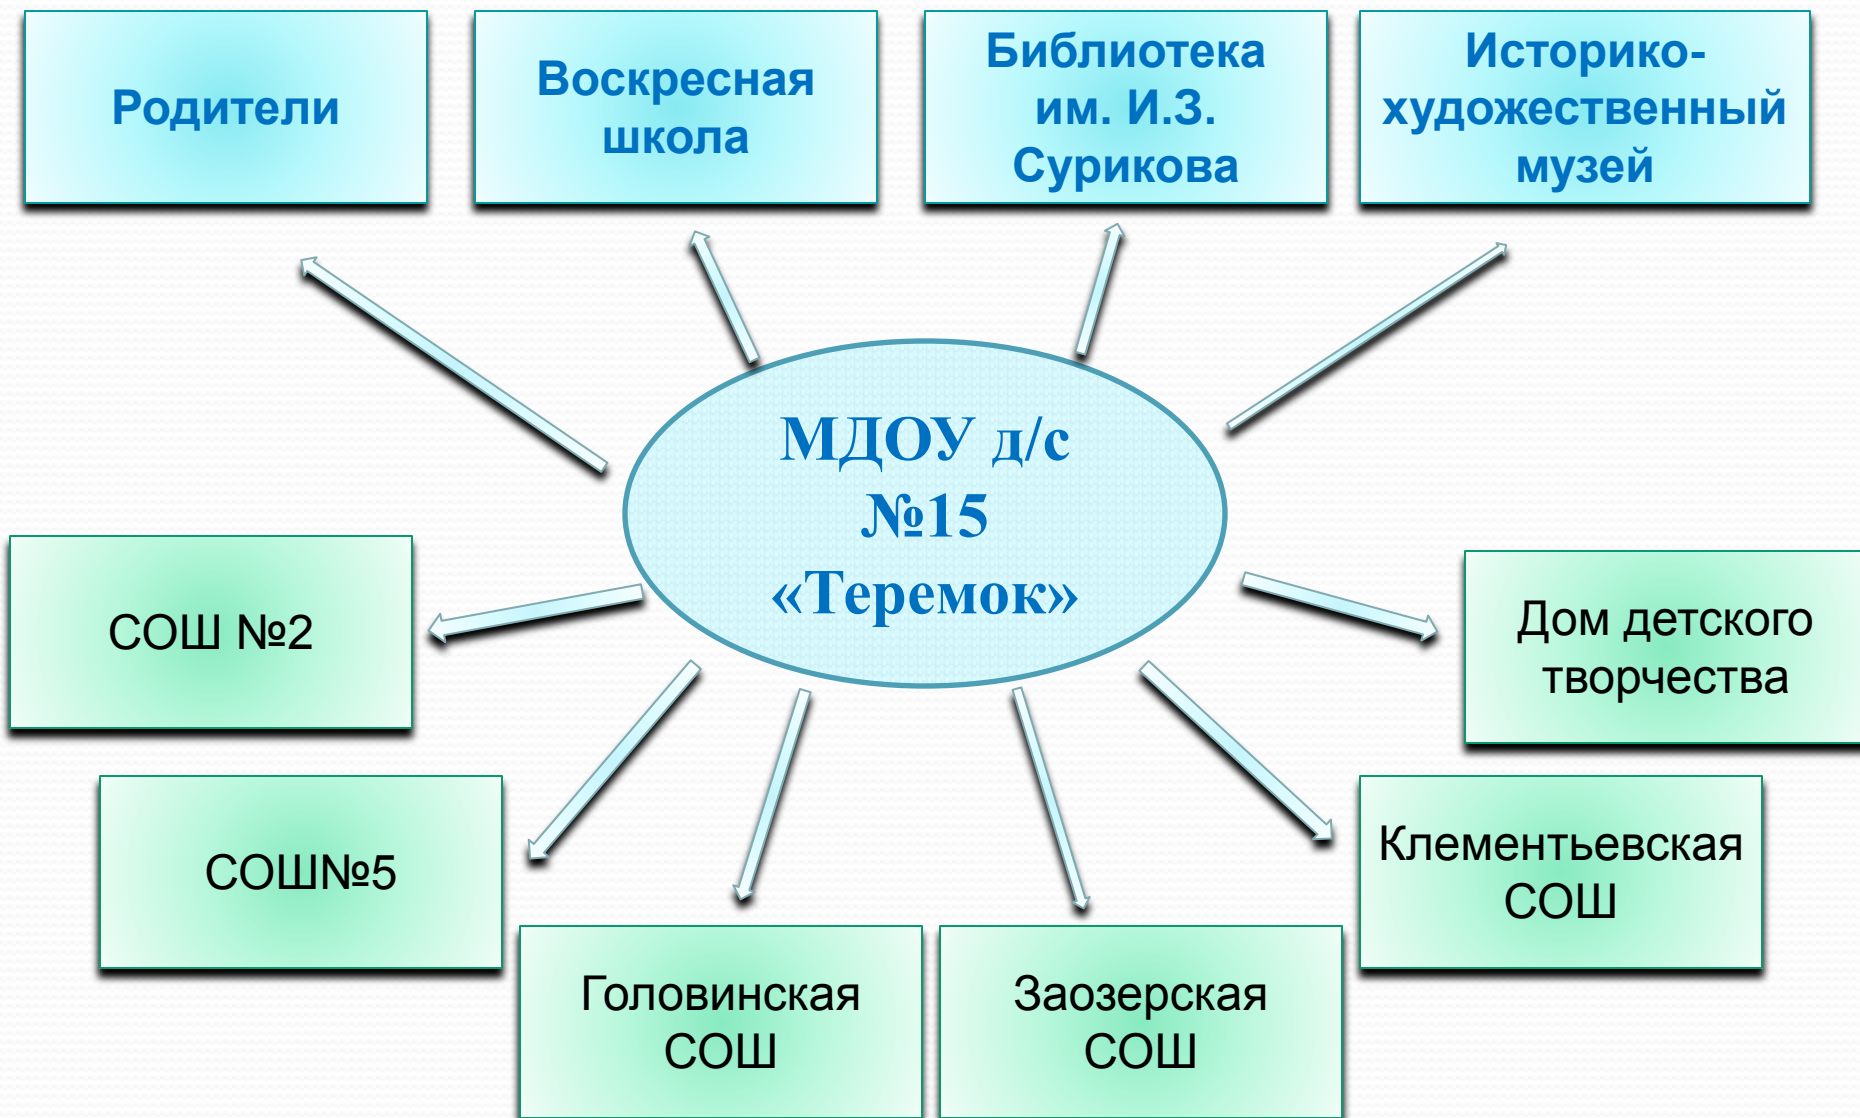 Родители
Воскресная
школа
Библиотека
им. И.З.
Сурикова
Историко-
художественный
музей
МДОУ д/с
№15
«Теремок»
СОШ №2
Дом детского
творчества
СОШ№5
Клементьевская
СОШ
Головинская
СОШ
Заозерская
СОШ